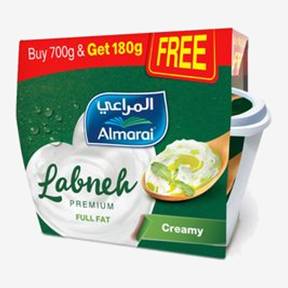 Buy 700g & Get 180g FREE
المراعي
Almarai
Labneh
PREMIUM
FULL FAT
Creamy